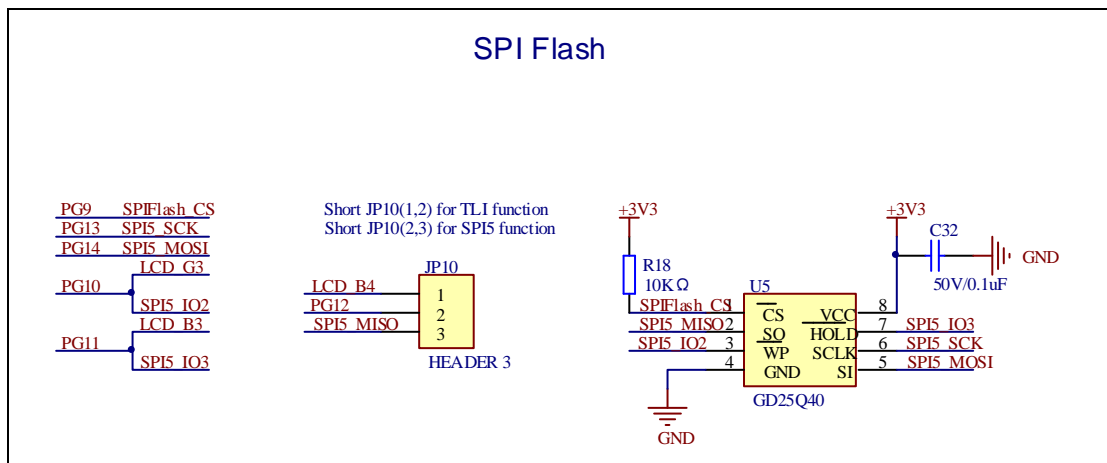 SPI Flash
PG9 SPIFlash_CS
PG13 SPI5_SCK
PG14 SPI5_MOSI
LCD_G3
PG10
SPI5_IO2
LCD_B3
PG11
SPI5_IO3
Short JP10(1,2) for TLI function
Short JP10(2,3) for SPI5 function
JP10
LCD_B4 1
PG12 2
SPI5_MISO 3
HEADER 3
+3V3
R18
10KΩ
+3V3
C32
50V/0.1uF
GND
U5
SPIFlash_CS 1 CS VCC 8
SPI5_MISO 2 SO HOLD 7 SPI5_IO3
SPI5_IO2 3 WP SCLK 6 SPI5_SCK
4 GND SI 5 SPI5_MOSI
GD25Q40
GND